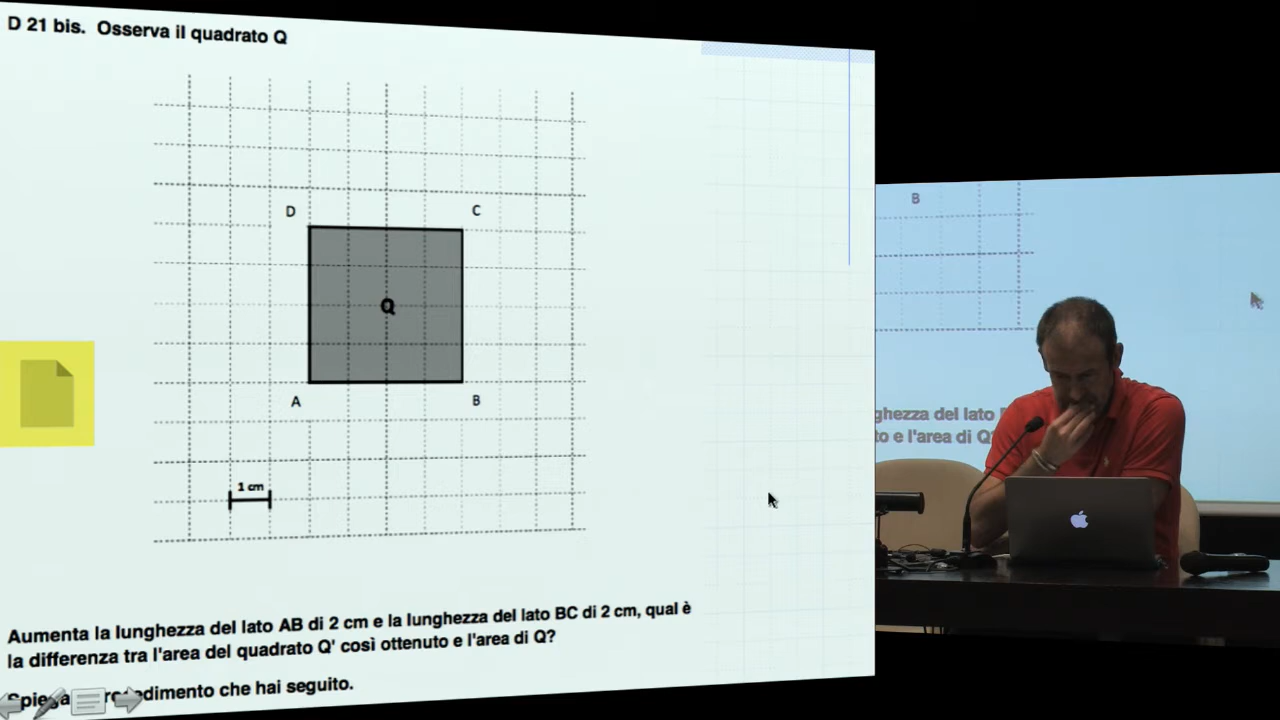 D 21 bis. Osserva il quadrato Q
D
C
Q
A
B
1 cm
Aumenta la lunghezza del lato AB di 2 cm e la lunghezza del lato BC di 2 cm, qual è
la differenza tra l'area del quadrato Q' così ottenuto e l'area di Q?
che hai seguito.
B
del lato
e l'area di